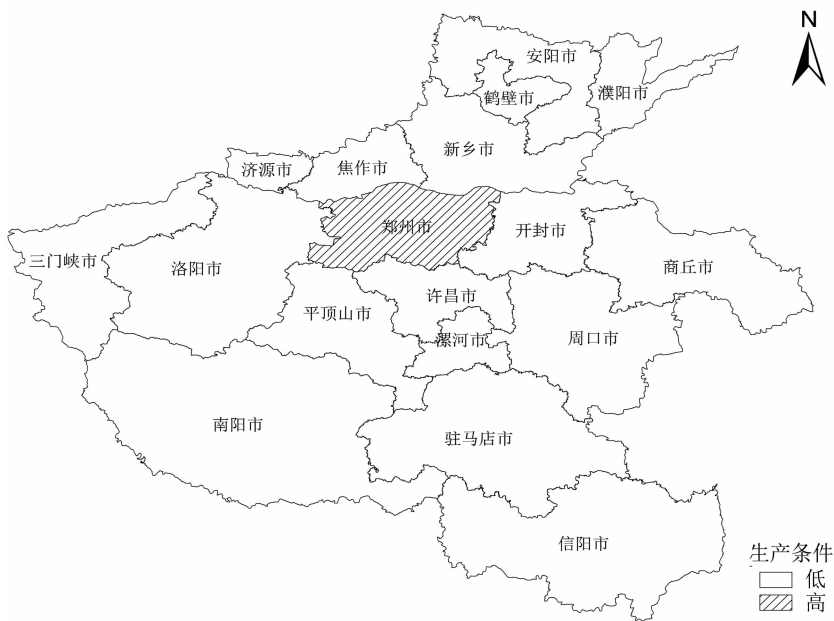 N
安阳市
濮阳市
鹤壁市
新乡市
济源市
焦作市
郑州市
开封市
三门峡市
洛阳市
商丘市
许昌市
平顶山市
漯河市
周口市
南阳市
驻马店市
信阳市
生产条件
低
高